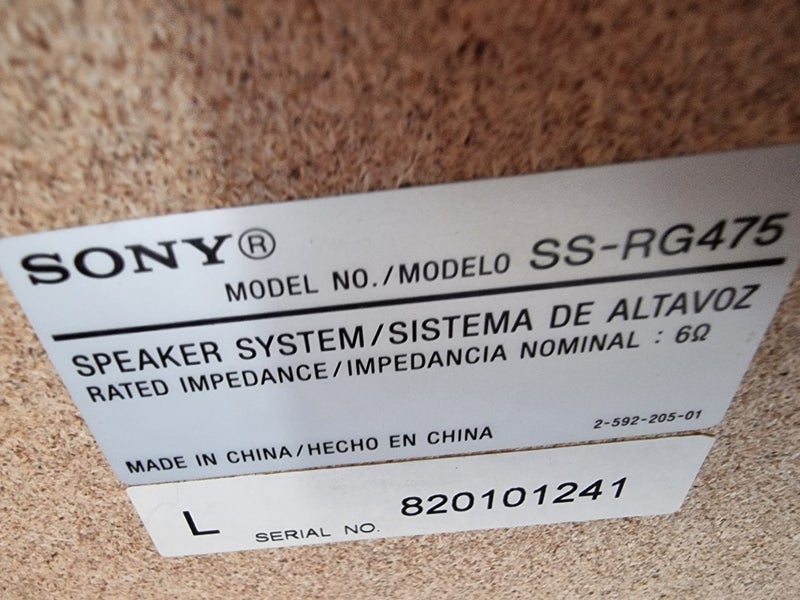 SONY®
MODEL NO./MODELO SS-RG475
SPEAKER SYSTEM/SISTEMA DE ALTAVOZ
RATED IMPEDANCE/IMPEDANCIA NOMINAL : 6Ω
2-592-205-01
MADE IN CHINA/HECHO EN CHINA
L SERIAL NO. 820101241